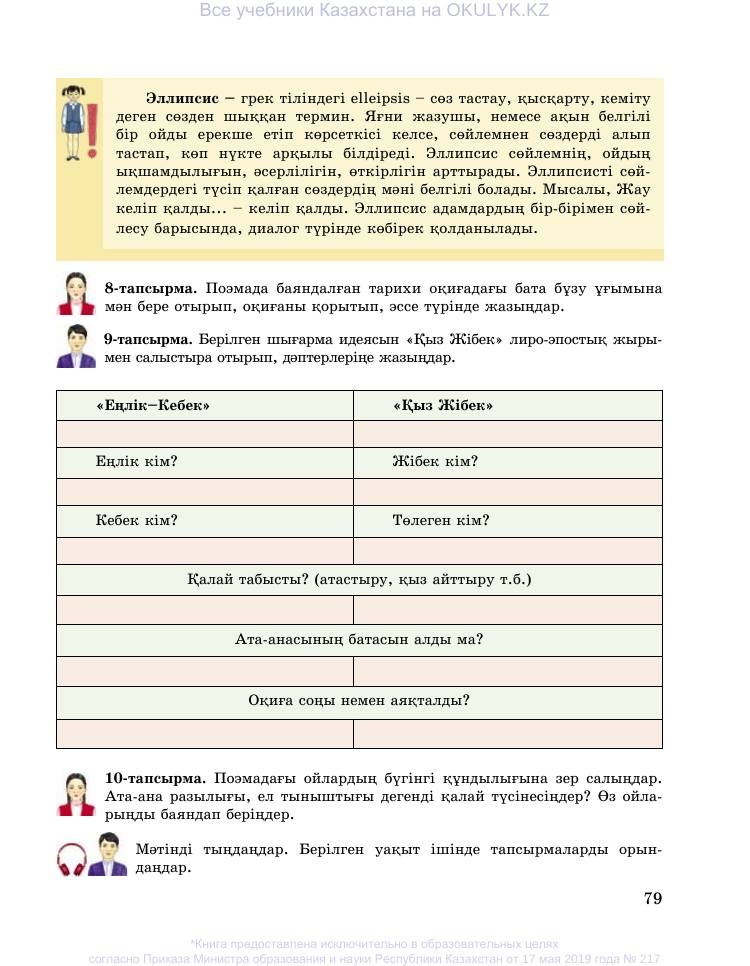 Все учебники Казахстана на OKULYK.KZ
Эллипсис – грек тіліндегі elleipsis – сөз тастау, қысқарту, кеміту
деген сөзден шыққан термин. Яғни жазушы, немесе ақын белгілі
бір ойды ерекше етіп көрсеткісі келсе, сөйлемнен сөздерді алып
тастап, көп нүкте арқылы білдіреді. Эллипсис сөйлемнің, ойдың
ықшамдылығын, әсерлілігін, өткірлігін арттырады. Эллипсисті сөй-
лемдердегі түсіп қалған сөздердің мәні белгілі болады. Мысалы, Жау
келіп қалды... – келіп қалды. Эллипсис адамдардың бір-бірімен сөй-
лесу барысында, диалог түрінде көбірек қолданылады.
8-тапсырма. Поэмада баяндалған тарихи оқиғадағы бата бұзу ұғымына
мән бере отырып, оқиғаны қорытып, эссе түрінде жазыңдар.
9-тапсырма. Берілген шығарма идеясын «Қыз Жібек» лиро-эпостық жыры-
мен салыстыра отырып, дәптерлеріңе жазыңдар.
«Еңлік–Кебек» «Қыз Жібек»
Еңлік кім? Жібек кім?
Кебек кім? Төлеген кім?
Қалай табысты? (атастыру, қыз айттыру т.б.)
Ата-анасының батасын алды ма?
Оқиға соңы немен аяқталды?
10-тапсырма. Поэмадағы ойлардың бүгінгі құндылығына зер салыңдар.
Ата-ана разылығы, ел тыныштығы дегенді қалай түсінесіңдер? Өз ойла-
рыңды баяндап беріңдер.
Мәтінді тыңдаңдар. Берілген уақыт ішінде тапсырмаларды орын-
даңдар.
79
*Книга предоставлена исключительно в образовательных целях
согласно Приказа Министра образования и науки Республики Казахстан от 17 мая 2019 года № 217